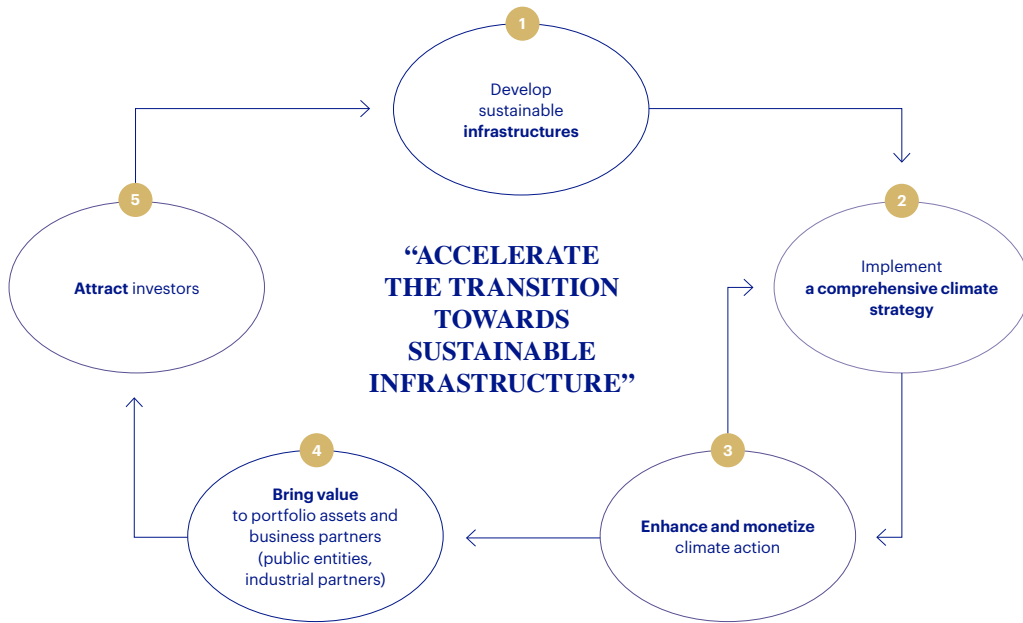 1
Develop
sustainable
infrastructures
2
Implement
a comprehensive climate
strategy
3
Enhance and monetize
climate action
4
Bring value
to portfolio assets and
business partners
(public entities,
industrial partners)
5
Attract investors
“ACCELERATE
THE TRANSITION
TOWARDS
SUSTAINABLE
INFRASTRUCTURE”